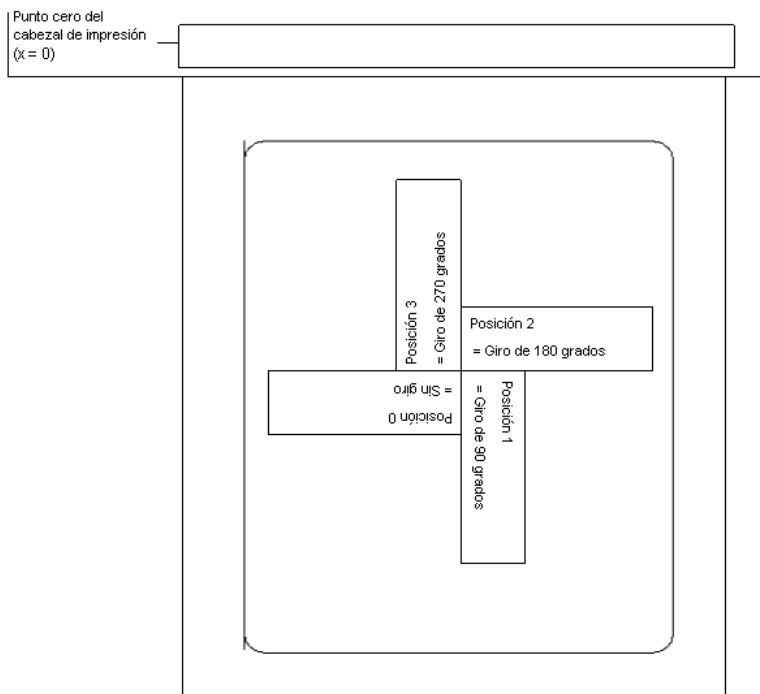 Punto cero del
cabezal de impresión
(x = 0)
Posición 3
= Giro de 270 grados
Posición 2
= Giro de 180 grados
Posición 0
= Sin giro
Posición 1
= Giro de 90 grados